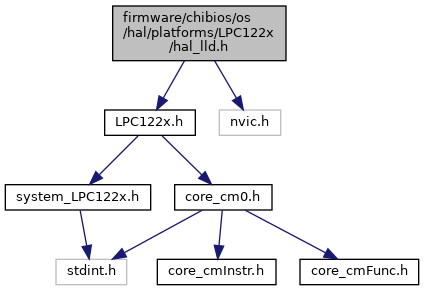 firmware/chibios/os
/hal/platforms/LPC122x
/hal_lld.h
LPC122x.h
nvic.h
system_LPC122x.h
core_cm0.h
stdint.h
core_cmInstr.h
core_cmFunc.h